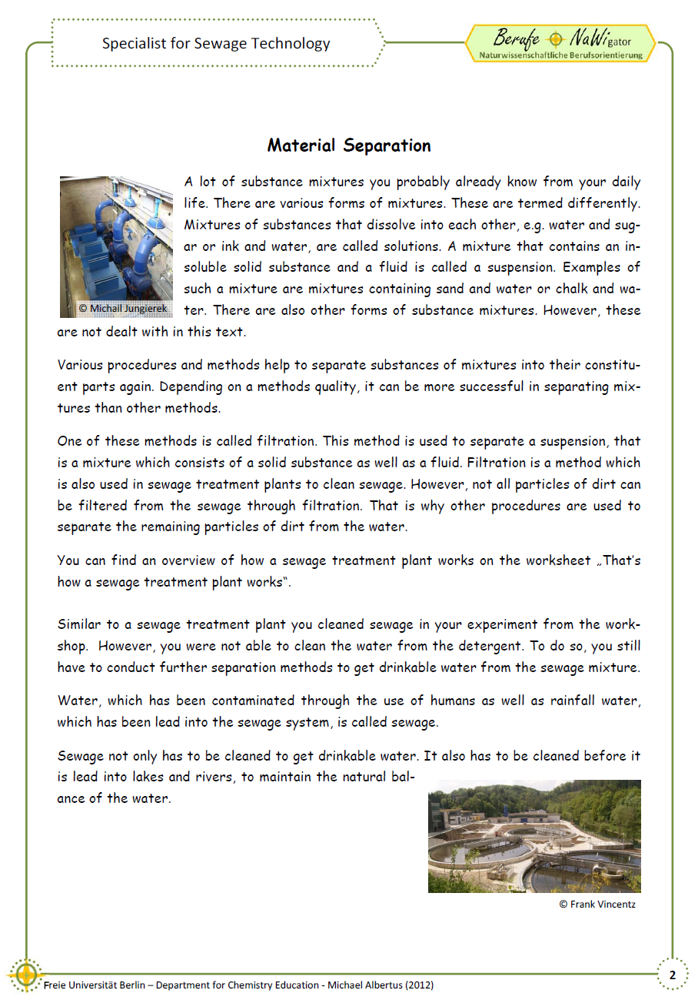 Specialist for Sewage Technology
Berufe NaWigator
Naturwissenschaftliche Berufsorientierung
Material Separation
A lot of substance mixtures you probably already know from your daily
life. There are various forms of mixtures. These are termed differently.
Mixtures of substances that dissolve into each other, e.g. water and sug-
ar or ink and water, are called solutions. A mixture that contains an in-
soluble solid substance and a fluid is called a suspension. Examples of
such a mixture are mixtures containing sand and water or chalk and wa-
ter. There are also other forms of substance mixtures. However, these
© Michail Jungierek
are not dealt with in this text.
Various procedures and methods help to separate substances of mixtures into their constitu-
ent parts again. Depending on a methods quality, it can be more successful in separating mix-
tures than other methods.
One of these methods is called filtration. This method is used to separate a suspension, that
is a mixture which consists of a solid substance as well as a fluid. Filtration is a method which
is also used in sewage treatment plants to clean sewage. However, not all particles of dirt can
be filtered from the sewage through filtration. That is why other procedures are used to
separate the remaining particles of dirt from the water.
You can find an overview of how a sewage treatment plant works on the worksheet „That's
how a sewage treatment plant works“.
Similar to a sewage treatment plant you cleaned sewage in your experiment from the work-
shop. However, you were not able to clean the water from the detergent. To do so, you still
have to conduct further separation methods to get drinkable water from the sewage mixture.
Water, which has been contaminated through the use of humans as well as rainfall water,
which has been lead into the sewage system, is called sewage.
Sewage not only has to be cleaned to get drinkable water. It also has to be cleaned before it
is lead into lakes and rivers, to maintain the natural bal-
ance of the water.
© Frank Vincentz
Freie Universität Berlin – Department for Chemistry Education - Michael Albertus (2012)
2